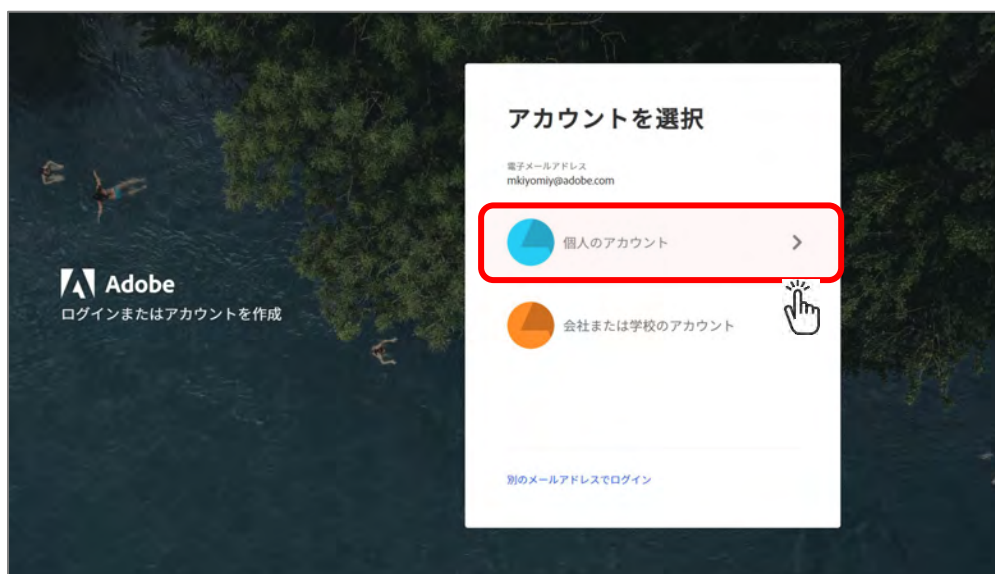 Adobe
ログインまたはアカウントを作成
アカウントを選択
電子メールアドレス
mkiyomiy@adobe.com
個人のアカウント
会社または学校のアカウント
別のメールアドレスでログイン